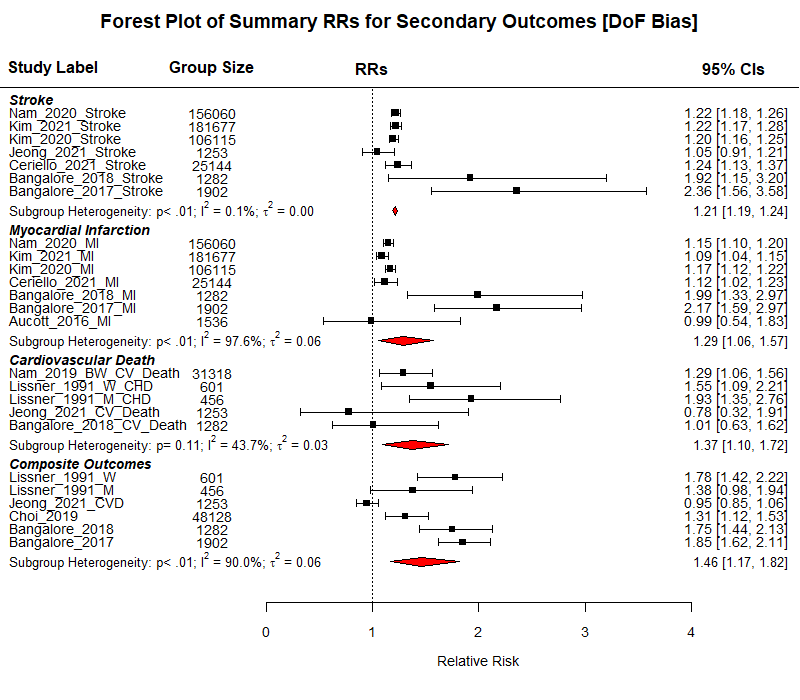 Forest Plot of Summary RRs for Secondary Outcomes [DoF Bias]
Study Label Group Size RRs 95% CIs
Stroke
Nam_2020_Stroke 156060 1.22 [1.18, 1.26]
Kim_2021_Stroke 181677 1.22 [1.17, 1.28]
Kim_2020_Stroke 106115 1.20 [1.16, 1.25]
Jeong_2021_Stroke 1253 1.05 [0.91, 1.21]
Ceriello_2021_Stroke 25144 1.24 [1.13, 1.37]
Bangalore_2018_Stroke 1282 1.92 [1.15, 3.20]
Bangalore_2017_Stroke 1902 2.36 [1.56, 3.58]
Subgroup Heterogeneity: p< .01; I2 = 0.1%; τ2 = 0.00 1.21 [1.19, 1.24]
Myocardial Infarction
Nam_2020_MI 156060 1.15 [1.10, 1.20]
Kim_2021_MI 181677 1.09 [1.04, 1.15]
Kim_2020_MI 106115 1.17 [1.12, 1.22]
Ceriello_2021_MI 25144 1.12 [1.02, 1.23]
Bangalore_2018_MI 1282 1.99 [1.33, 2.97]
Bangalore_2017_MI 1902 2.17 [1.59, 2.97]
Aucott_2016_MI 1536 0.99 [0.54, 1.83]
Subgroup Heterogeneity: p< .01; I2 = 97.6%; τ2 = 0.06 1.29 [1.06, 1.57]
Cardiovascular Death
Nam_2019_BW_CV_Death 31318 1.29 [1.06, 1.56]
Lissner_1991_W_CHD 601 1.55 [1.09, 2.21]
Lissner_1991_M_CHD 456 1.93 [1.35, 2.76]
Jeong_2021_CV_Death 1253 0.78 [0.32, 1.91]
Bangalore_2018_CV_Death 1282 1.01 [0.63, 1.62]
Subgroup Heterogeneity: p= 0.11; I2 = 43.7%; τ2 = 0.03 1.37 [1.10, 1.72]
Composite Outcomes
Lissner_1991_W 601 1.78 [1.42, 2.22]
Lissner_1991_M 456 1.38 [0.98, 1.94]
Jeong_2021_CVD 1253 0.95 [0.85, 1.06]
Choi_2019 48128 1.31 [1.12, 1.53]
Bangalore_2018 1282 1.75 [1.44, 2.13]
Bangalore_2017 1902 1.85 [1.62, 2.11]
Subgroup Heterogeneity: p< .01; I2 = 90.0%; τ2 = 0.06 1.46 [1.17, 1.82]
0 1 2 3 4
Relative Risk